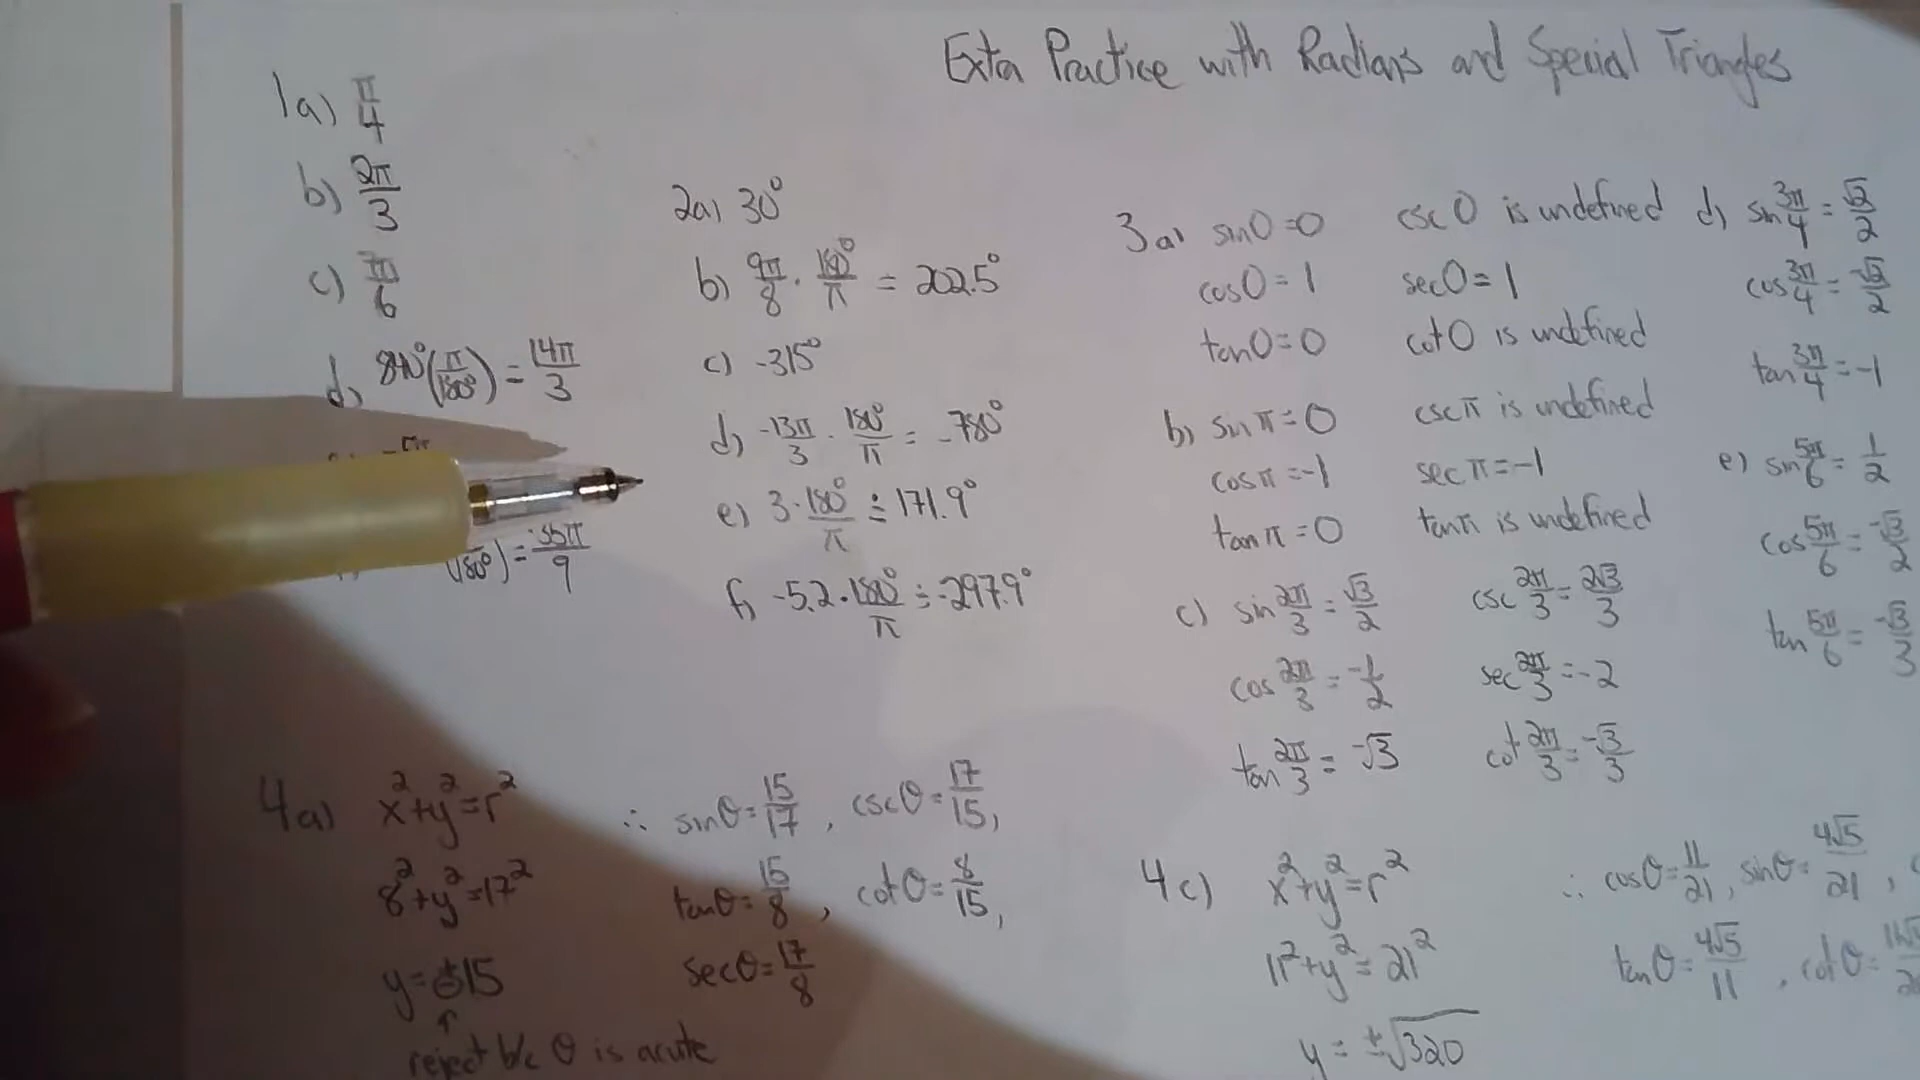 Exta Practice with Radians and Special Triangles
1a) π/4
b) 2π/3
c) 7π/6
d) 840°(π/180°) = 14π/3
180°) = -35π/9
2a) 30°
b) 9π/8 · 180°/π = 202.5°
c) -315°
d) -13π/3 · 180°/π = -780°
e) 3 · 180°/π ≐ 171.9°
f) -5.2 · 180°/π ≐ -297.9°
3a) sin0=0 csc0 is undefined
cos0=1 sec0=1
tan0=0 cot0 is undefined
b) sinπ=0 cscπ is undefined
cosπ=-1 secπ=-1
tanπ=0 tanπ is undefined
c) sin 2π/3 = √3/2 csc 2π/3 = 2√3/3
cos 2π/3 = -1/2 sec 2π/3 = -2
tan 2π/3 = -√3 cot 2π/3 = -√3/3
d) sin 3π/4 = √2/2
cos 3π/4 = -√2/2
tan 3π/4 = -1
e) sin 5π/6 = 1/2
cos 5π/6 = -√3/2
tan 5π/6 = -√3/3
4a) x²+y²=r²
8²+y²=17²
y=±15
reject b/c θ is acute
∴ sinθ=15/17, cscθ=17/15,
tanθ=15/8, cotθ=8/15,
secθ=17/8
4c) x²+y²=r²
11²+y²=21²
y=±√320
∴ cosθ=11/21, sinθ=4√5/21,
tanθ=4√5/11, cotθ=